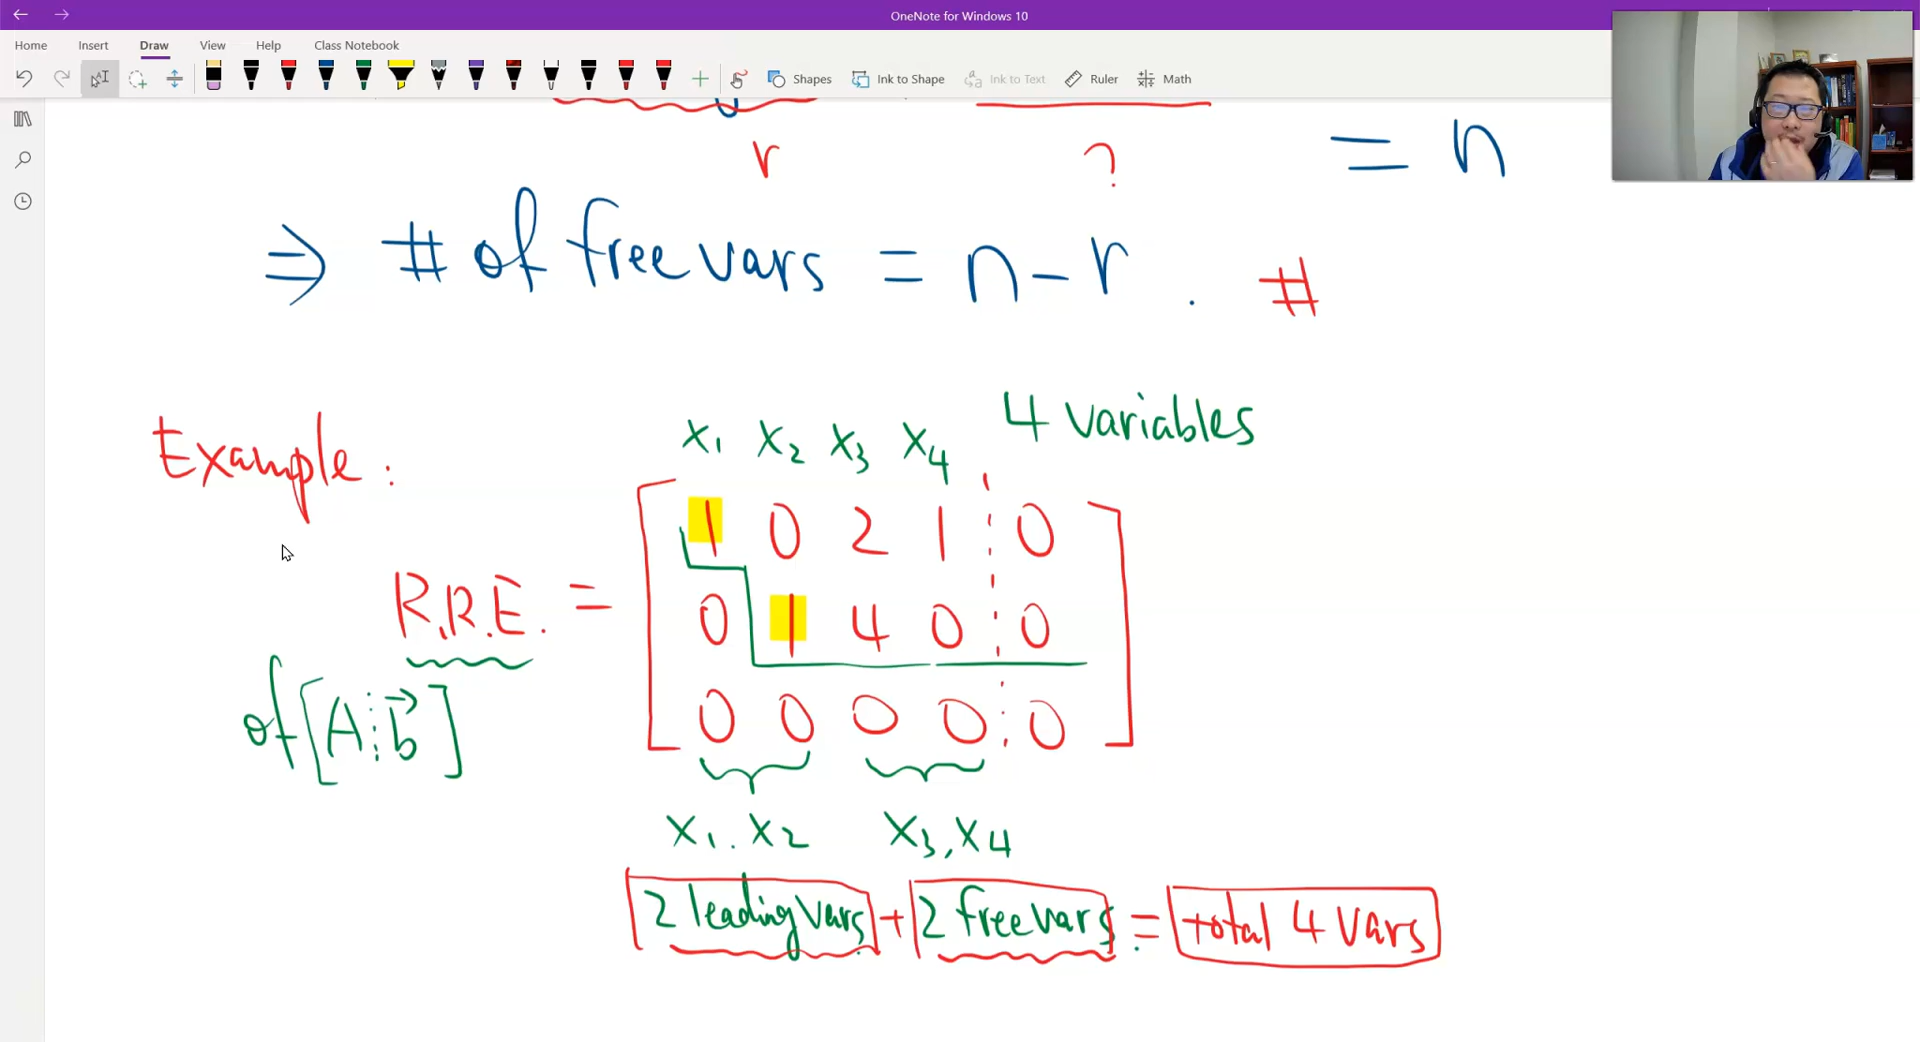 OneNote for Windows 10
Home Insert Draw View Help Class Notebook
Shapes Ink to Shape Ink to Text Ruler Math
r ? = n
⇒ # of free vars = n - r . #
Example :
x₁ x₂ x₃ x₄ 4 variables
1 0 2 1 ⋮ 0
R.R.E. = 0 1 4 0 ⋮ 0
of [A ⋮ b⃗]
0 0 0 0 ⋮ 0
x₁. x₂ x₃, x₄
2 leading vars. + 2 free vars = total 4 vars